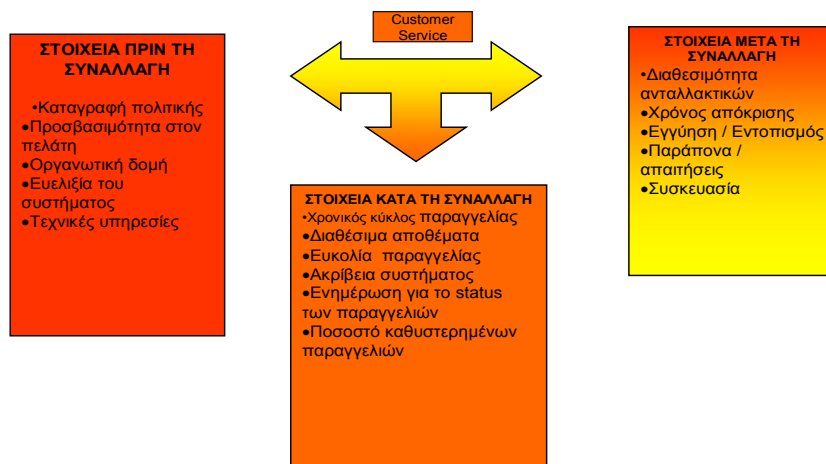 Customer
Service
ΣΤΟΙΧΕΙΑ ΠΡΙΝ ΤΗ
ΣΥΝΑΛΛΑΓΗ
•Καταγραφή πολιτικής
•Προσβασιμότητα στον
πελάτη
•Οργανωτική δομή
•Ευελιξία του
συστήματος
•Τεχνικές υπηρεσίες
ΣΤΟΙΧΕΙΑ ΚΑΤΑ ΤΗ ΣΥΝΑΛΛΑΓΗ
•Χρονικός κύκλος παραγγελίας
•Διαθέσιμα αποθέματα
•Ευκολία παραγγελίας
•Ακρίβεια συστήματος
•Ενημέρωση για το status
των παραγγελιών
•Ποσοστό καθυστερημένων
παραγγελιών
ΣΤΟΙΧΕΙΑ ΜΕΤΑ ΤΗ
ΣΥΝΑΛΛΑΓΗ
•Διαθεσιμότητα
ανταλλακτικών
•Χρόνος απόκρισης
•Εγγύηση / Εντοπισμός
•Παράπονα /
απαιτήσεις
•Συσκευασία